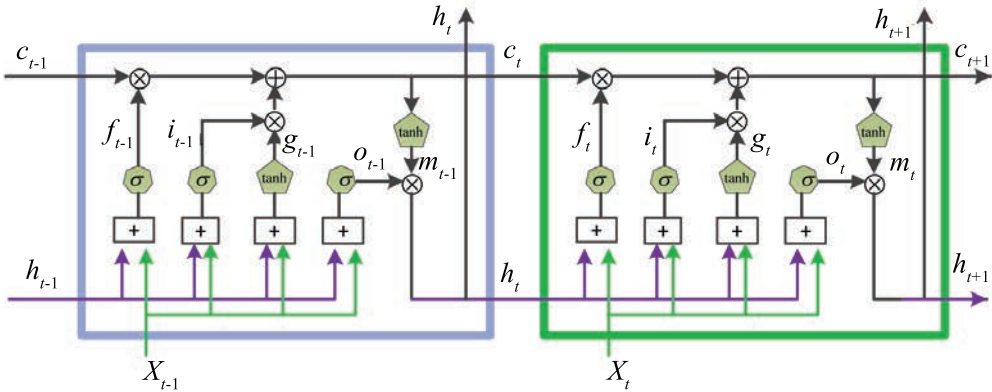 h_t h_{t+1}
c_{t-1} c_t c_{t+1}
× + × +
f_{t-1} i_{t-1} × g_{t-1} tanh f_t i_t × g_t tanh
o_{t-1} m_{t-1} o_t m_t
σ σ tanh σ × σ σ tanh σ ×
+ + + + + + + +
h_{t-1} h_t h_{t+1}
X_{t-1} X_t